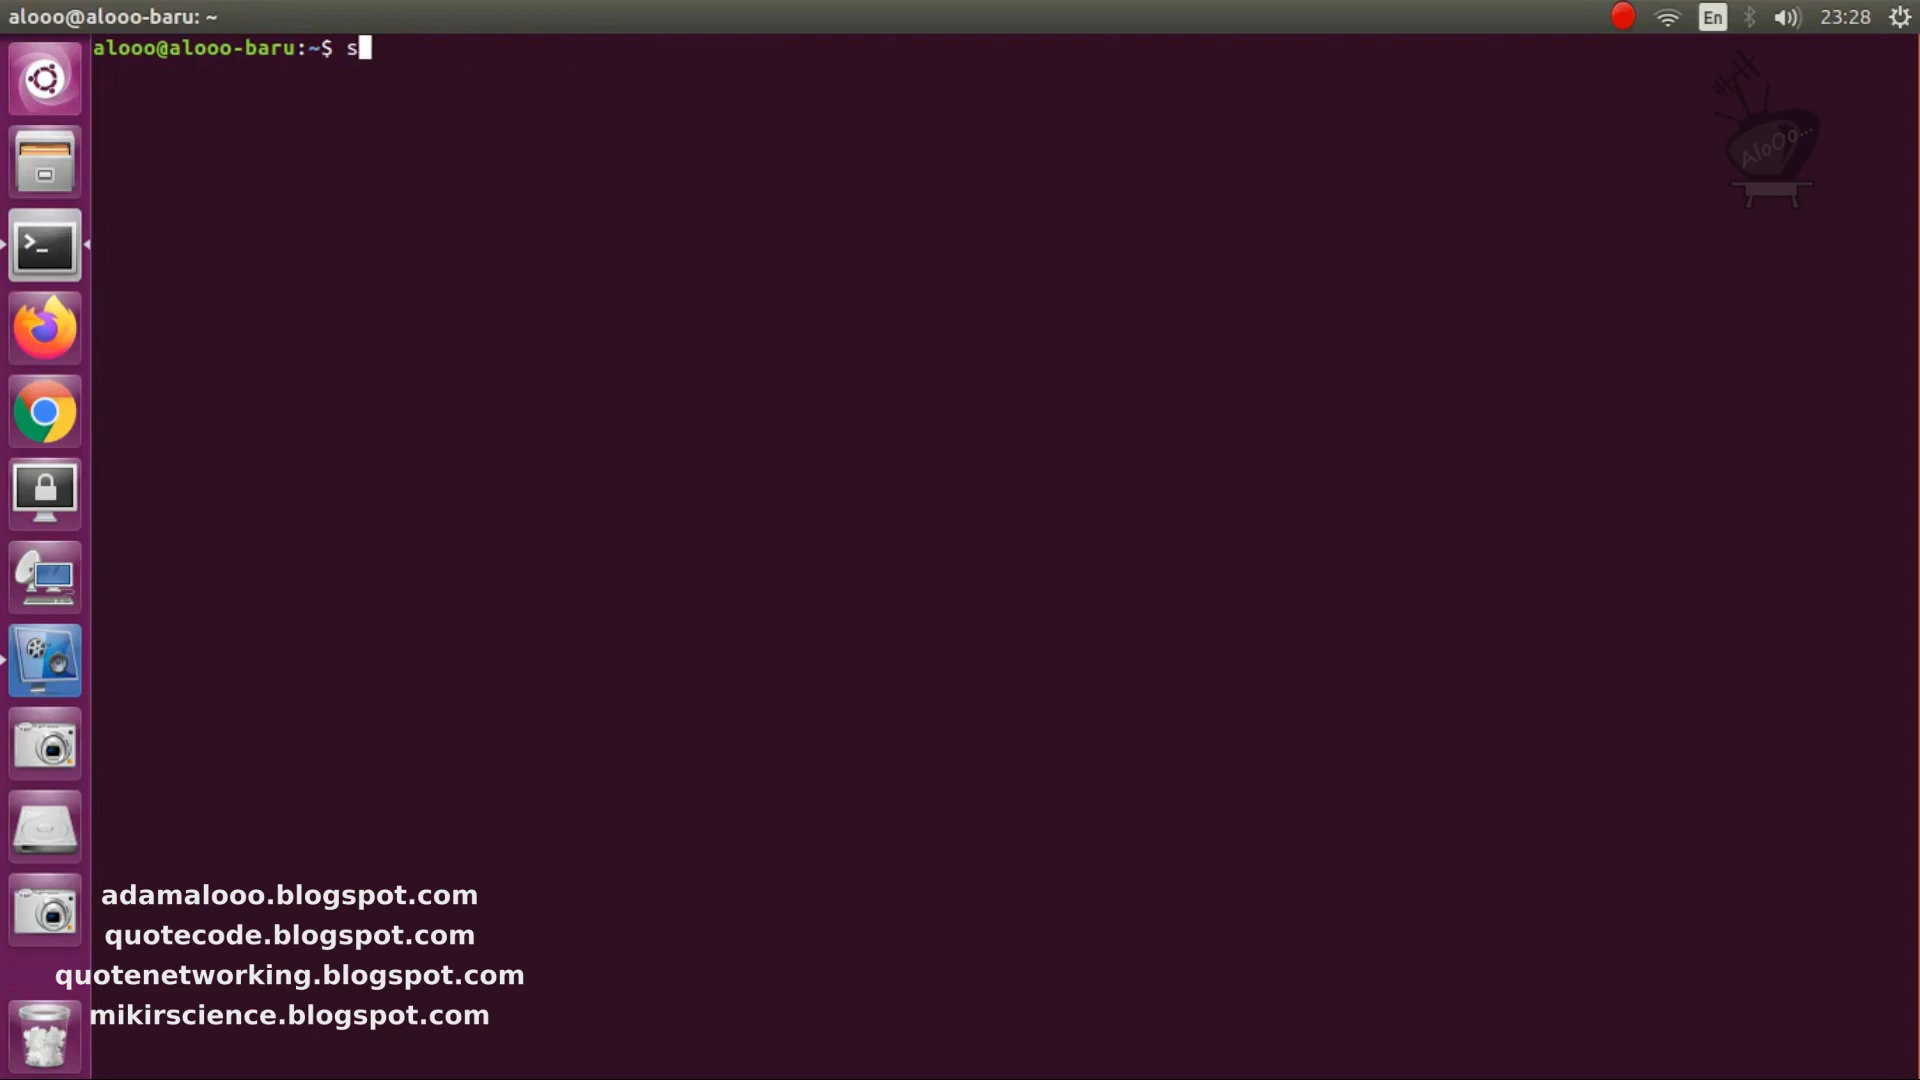 alooo@alooo-baru: ~
En
23:28
alooo@alooo-baru:~$ s
AloOo...
>_
adamalooo.blogspot.com
quotecode.blogspot.com
quotenetworking.blogspot.com
mikirscience.blogspot.com